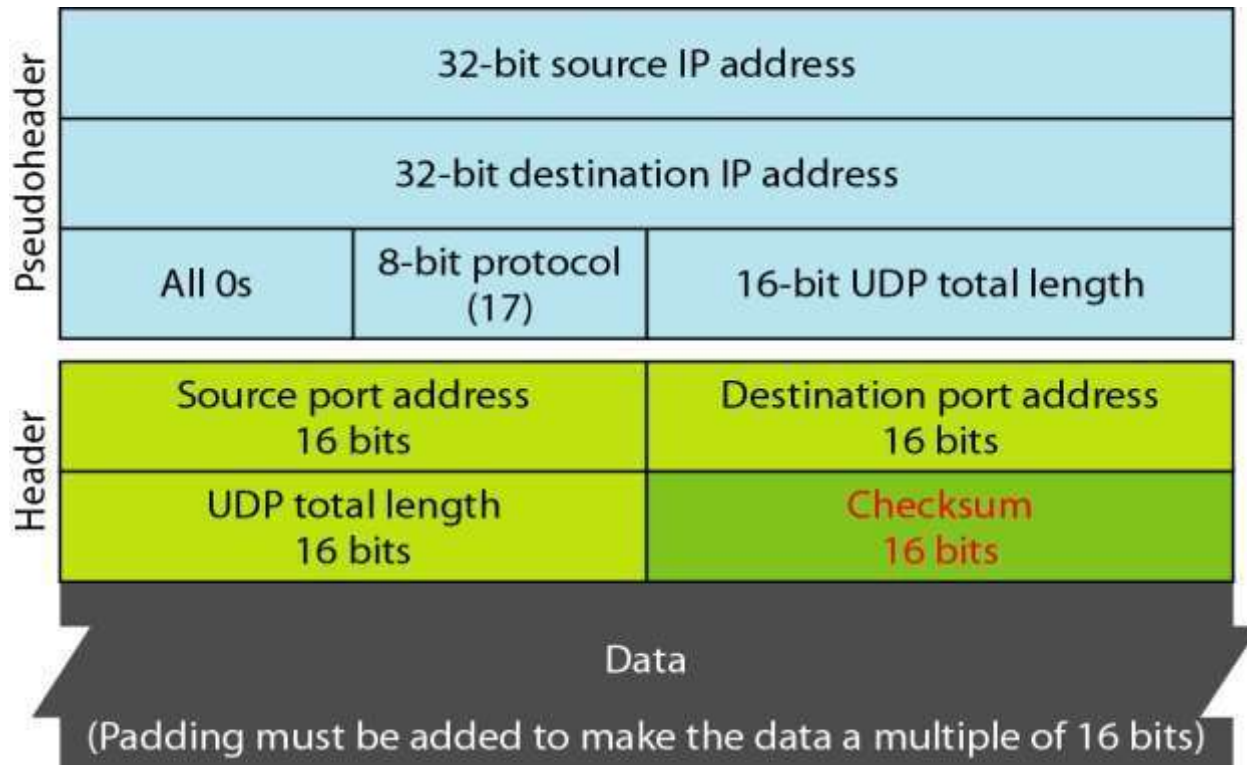 Pseudoheader
32-bit source IP address
32-bit destination IP address
All 0s
8-bit protocol
(17)
16-bit UDP total length
Header
Source port address
16 bits
Destination port address
16 bits
UDP total length
16 bits
Checksum
16 bits
Data
(Padding must be added to make the data a multiple of 16 bits)